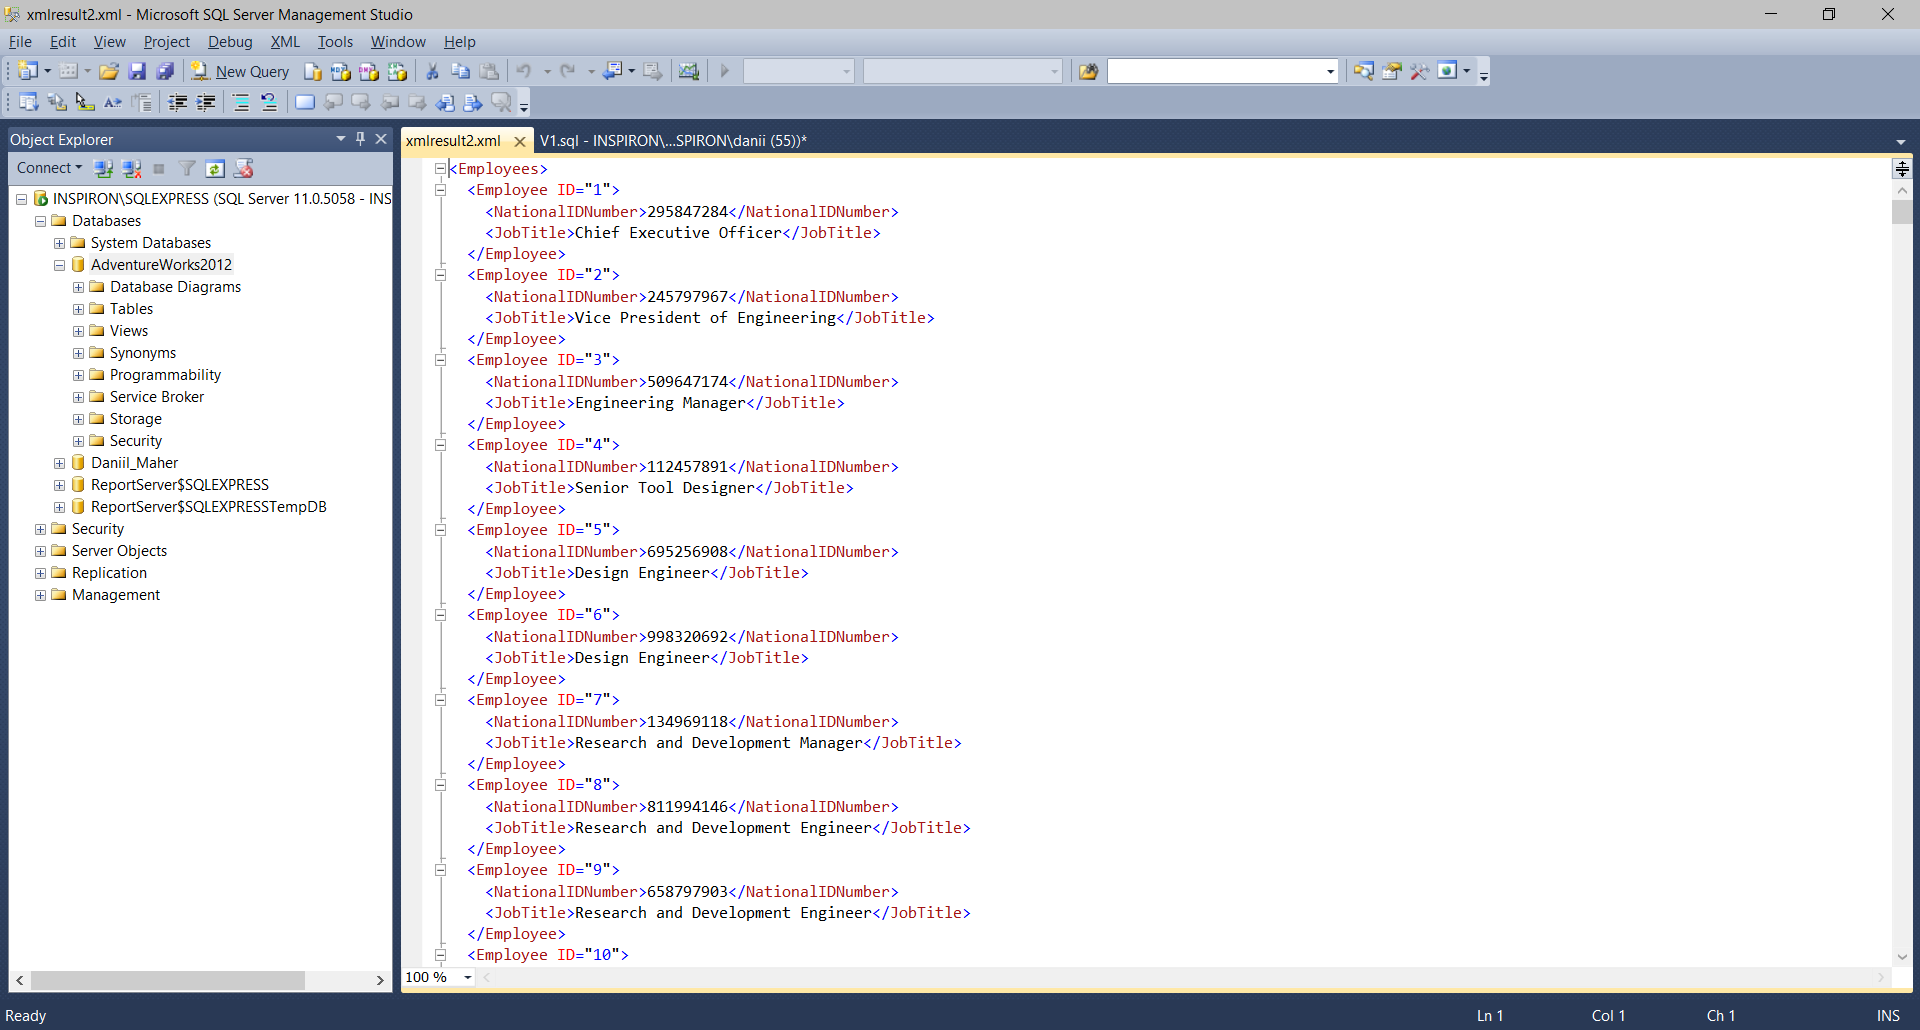 xmlresult2.xml - Microsoft SQL Server Management Studio
File Edit View Project Debug XML Tools Window Help
New Query
Object Explorer
Connect
INSPIRON\SQLEXPRESS (SQL Server 11.0.5058 - INS
Databases
System Databases
AdventureWorks2012
Database Diagrams
Tables
Views
Synonyms
Programmability
Service Broker
Storage
Security
Daniil_Maher
ReportServer$SQLEXPRESS
ReportServer$SQLEXPRESSTempDB
Security
Server Objects
Replication
Management
xmlresult2.xml V1.sql - INSPIRON\...SPIRON\danii (55))*
<Employees>
<Employee ID="1">
<NationalIDNumber>295847284</NationalIDNumber>
<JobTitle>Chief Executive Officer</JobTitle>
</Employee>
<Employee ID="2">
<NationalIDNumber>245797967</NationalIDNumber>
<JobTitle>Vice President of Engineering</JobTitle>
</Employee>
<Employee ID="3">
<NationalIDNumber>509647174</NationalIDNumber>
<JobTitle>Engineering Manager</JobTitle>
</Employee>
<Employee ID="4">
<NationalIDNumber>112457891</NationalIDNumber>
<JobTitle>Senior Tool Designer</JobTitle>
</Employee>
<Employee ID="5">
<NationalIDNumber>695256908</NationalIDNumber>
<JobTitle>Design Engineer</JobTitle>
</Employee>
<Employee ID="6">
<NationalIDNumber>998320692</NationalIDNumber>
<JobTitle>Design Engineer</JobTitle>
</Employee>
<Employee ID="7">
<NationalIDNumber>134969118</NationalIDNumber>
<JobTitle>Research and Development Manager</JobTitle>
</Employee>
<Employee ID="8">
<NationalIDNumber>811994146</NationalIDNumber>
<JobTitle>Research and Development Engineer</JobTitle>
</Employee>
<Employee ID="9">
<NationalIDNumber>658797903</NationalIDNumber>
<JobTitle>Research and Development Engineer</JobTitle>
</Employee>
<Employee ID="10">
100 %
Ready Ln 1 Col 1 Ch 1 INS